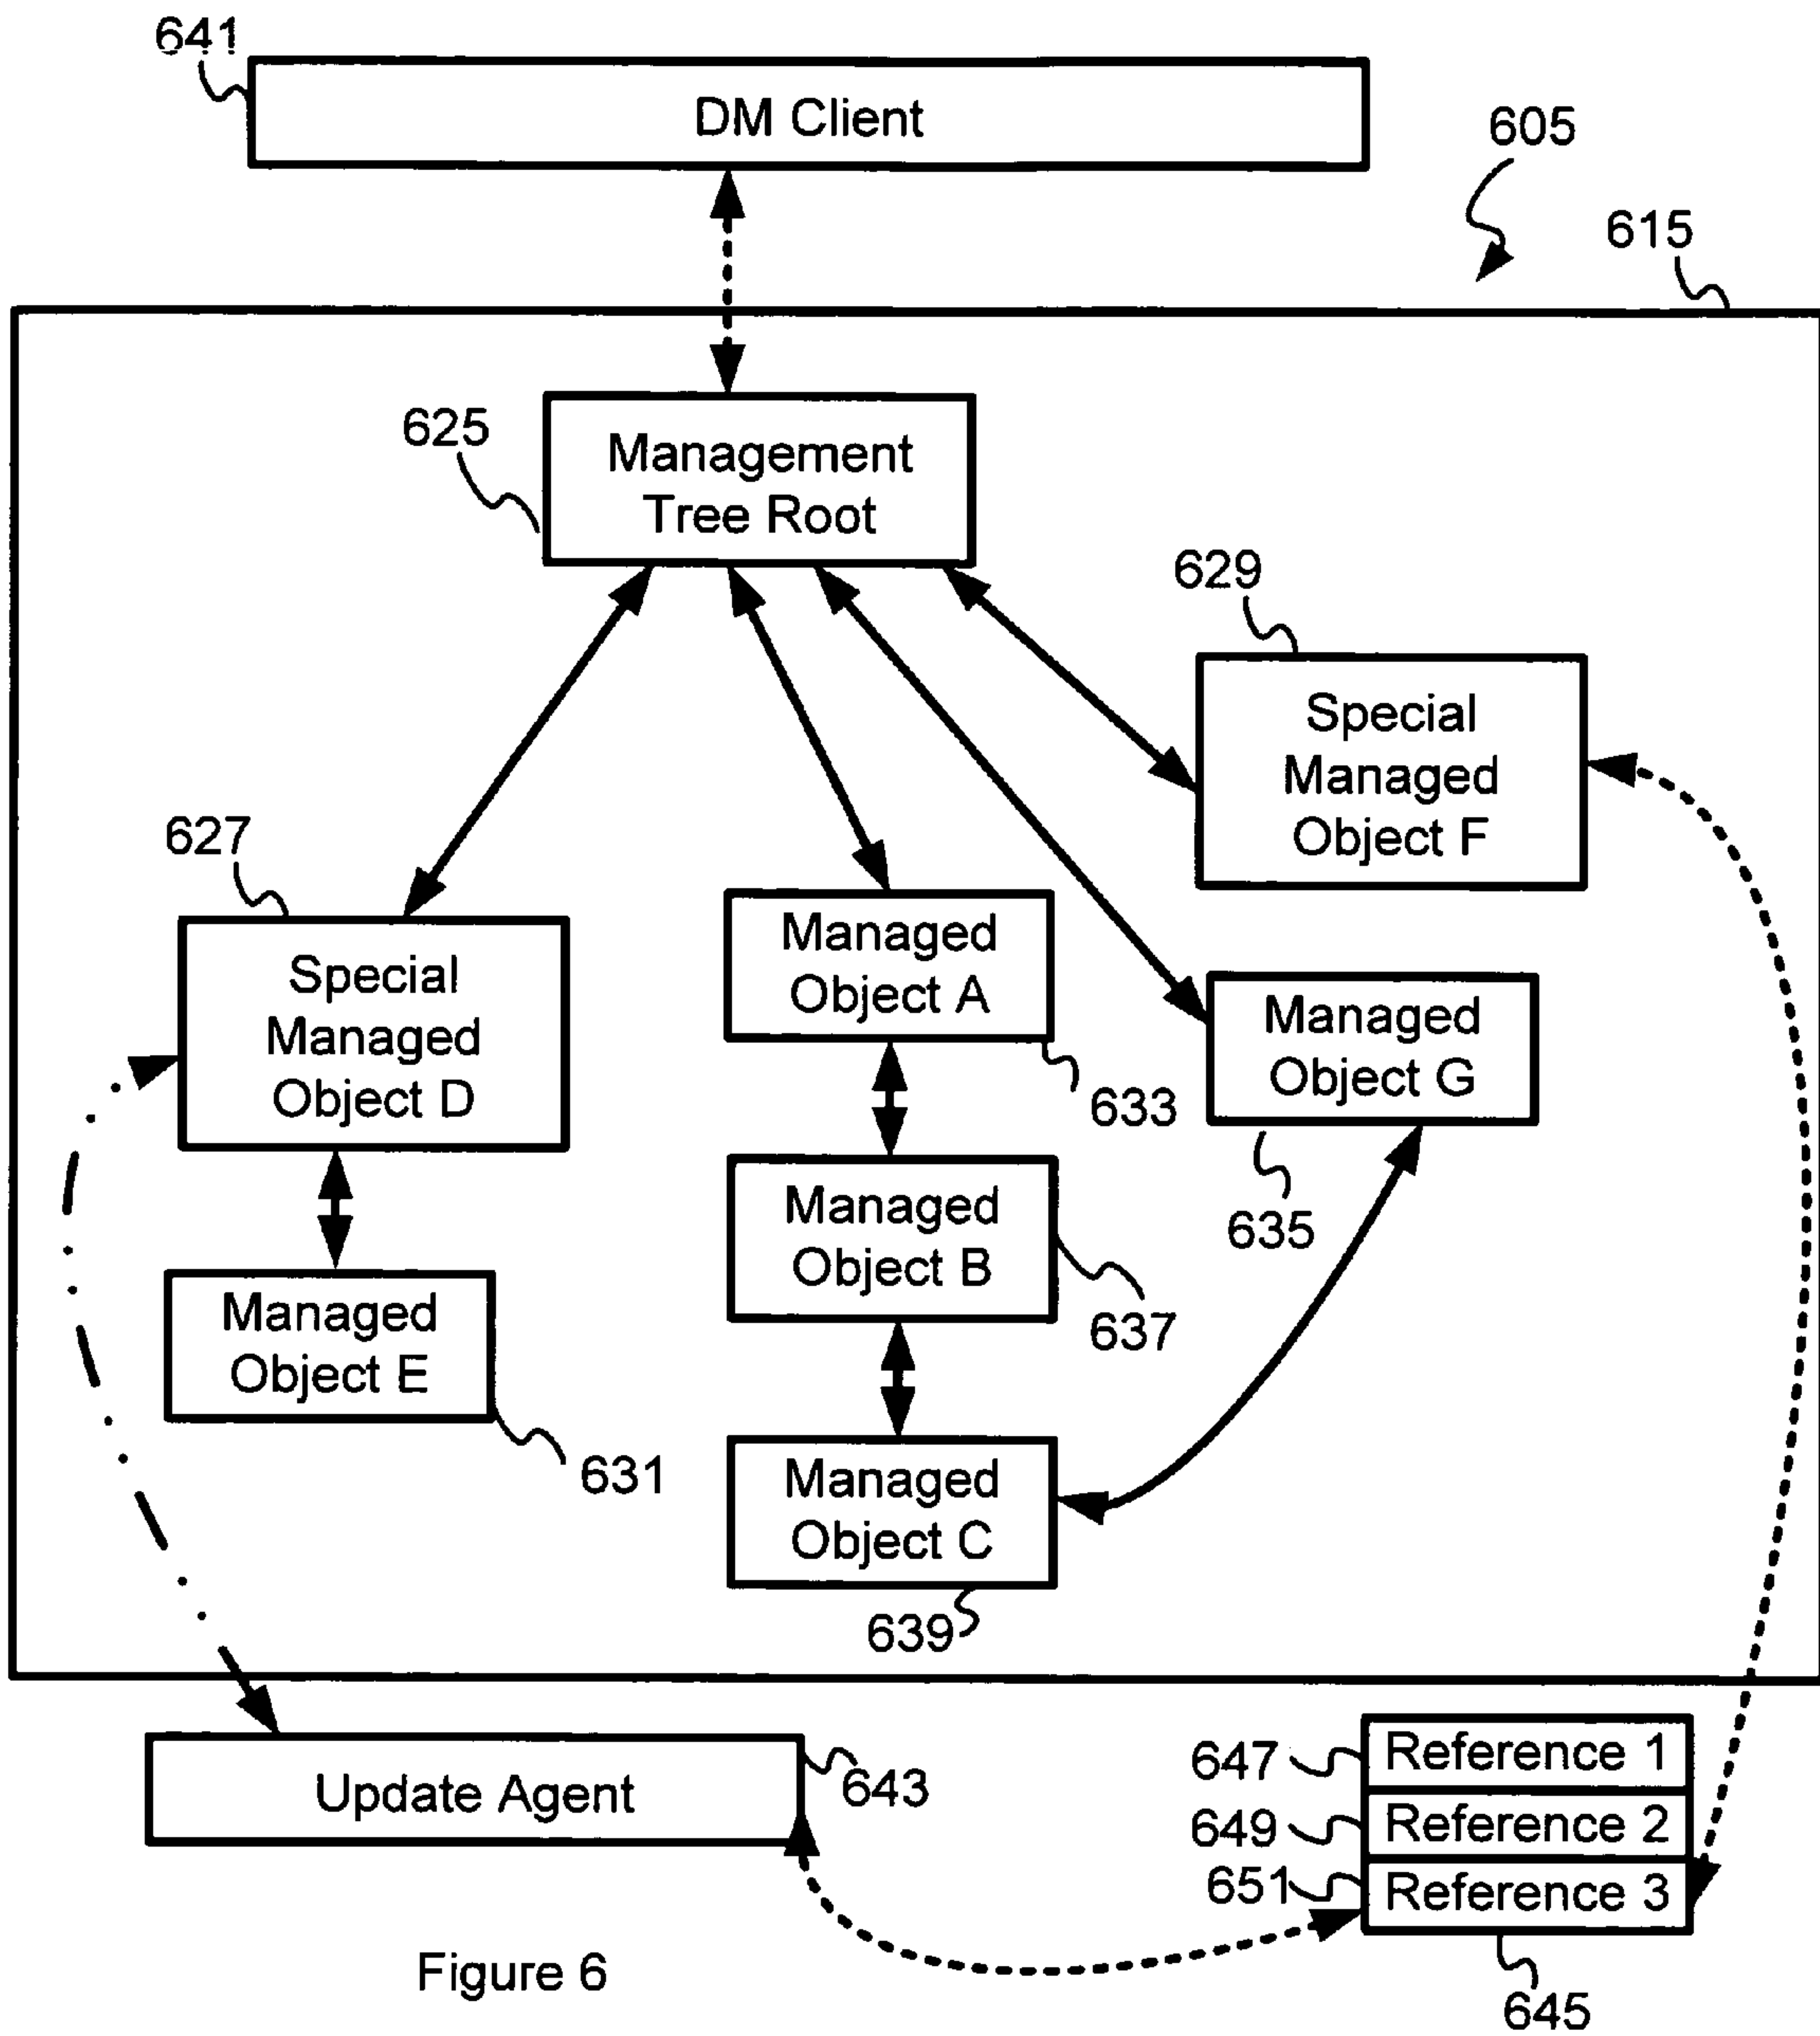 641
DM Client
605
615
625
Management
Tree Root
629
Special
Managed
Object F
627
Special
Managed
Object D
Managed
Object A
633
Managed
Object G
635
Managed
Object B
637
Managed
Object E
631
Managed
Object C
639
Update Agent
643
647
Reference 1
649
Reference 2
651
Reference 3
645
Figure 6